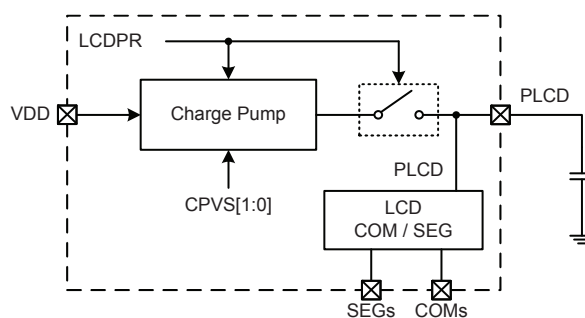 LCDPR
VDD
Charge Pump
PLCD
PLCD
CPVS[1:0]
LCD
COM / SEG
SEGs
COMs